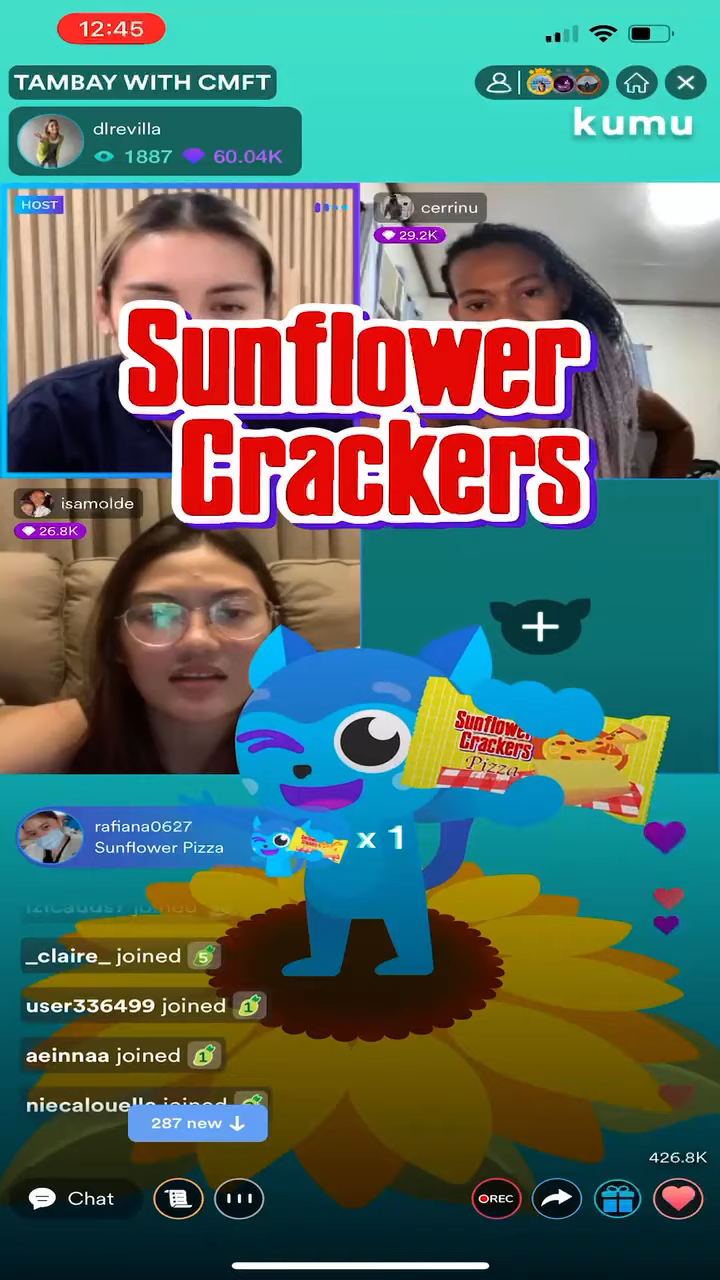 12:45
TAMBAY WITH CMFT
kumu
dlrevilla
1887 60.04K
HOST
cerrinu
29.2K
Sunflower
Crackers
isamolde
26.8K
Sunflower
Crackers
Pizza
rafiana0627
Sunflower Pizza
x 1
_claire_ joined 5
user336499 joined 1
aeinnaa joined 1
joined
287 new
426.8K
Chat
REC